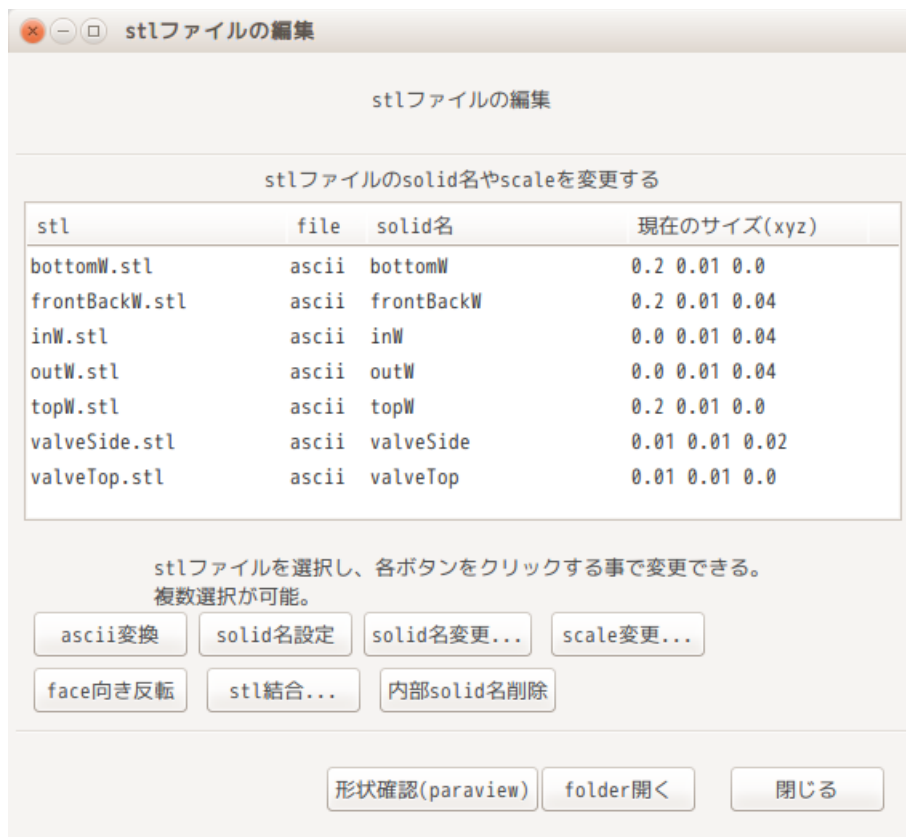 stlファイルの編集
stlファイルの編集
stlファイルのsolid名やscaleを変更する
stl file solid名 現在のサイズ(xyz)
bottomW.stl ascii bottomW 0.2 0.01 0.0
frontBackW.stl ascii frontBackW 0.2 0.01 0.04
inW.stl ascii inW 0.0 0.01 0.04
outW.stl ascii outW 0.0 0.01 0.04
topW.stl ascii topW 0.2 0.01 0.0
valveSide.stl ascii valveSide 0.01 0.01 0.02
valveTop.stl ascii valveTop 0.01 0.01 0.0
stlファイルを選択し、各ボタンをクリックする事で変更できる。
複数選択が可能。
ascii変換 solid名設定 solid名変更... scale変更...
face向き反転 stl結合... 内部solid名削除
形状確認(paraview) folder開く 閉じる